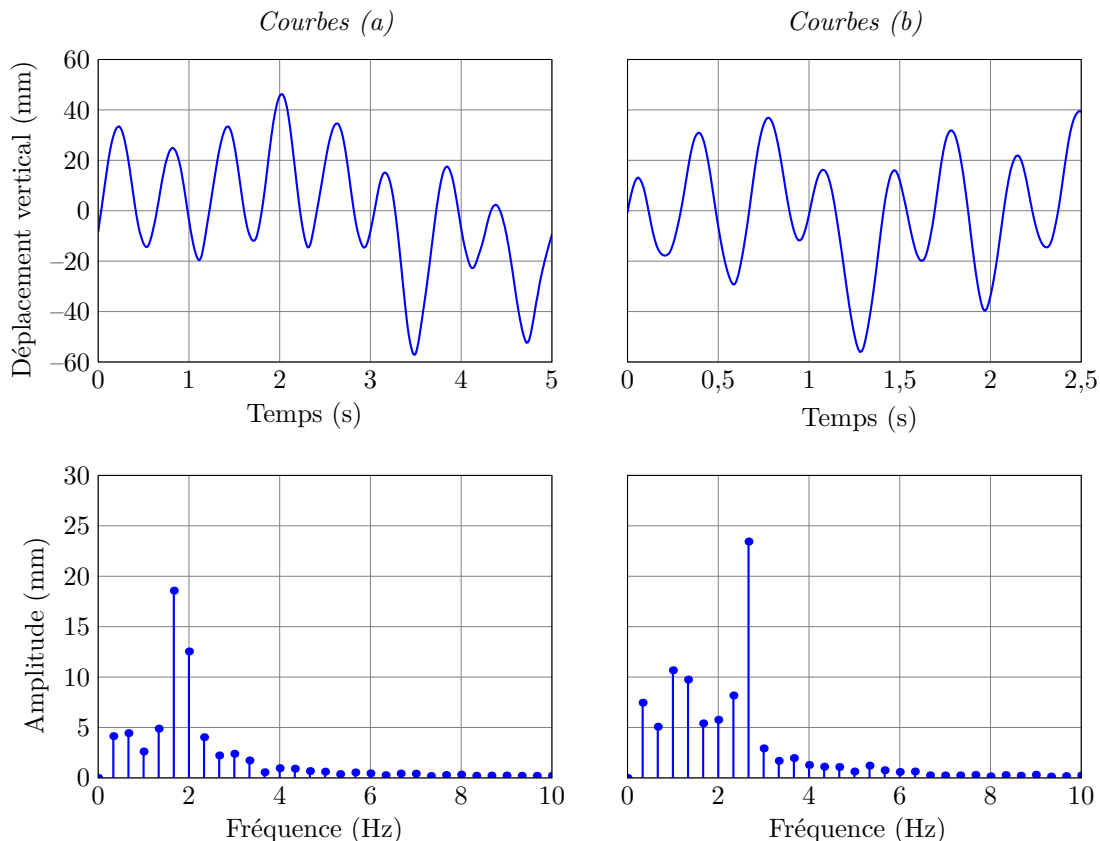 Courbes (a)
Courbes (b)
Déplacement vertical (mm)
60
40
20
0
–20
–40
–60
0 1 2 3 4 5
Temps (s)
0 0,5 1 1,5 2 2,5
Temps (s)
Amplitude (mm)
30
25
20
15
10
5
0
0 2 4 6 8 10
Fréquence (Hz)
0 2 4 6 8 10
Fréquence (Hz)